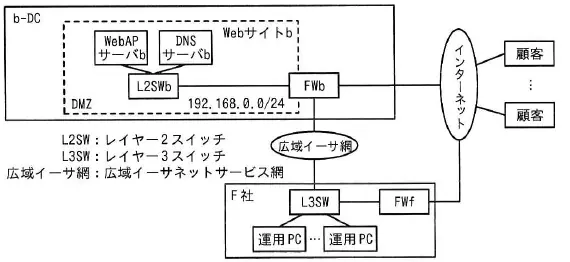 b-DC
Webサイトb
WebAP
サーバb
DNS
サーバb
L2SWb
FWb
DMZ
192.168.0.0/24
インターネット
顧客
⋮
顧客
L2SW：レイヤー2スイッチ
L3SW：レイヤー3スイッチ
広域イーサ網：広域イーサネットサービス網
広域イーサ網
F社
L3SW
FWf
運用PC
…
運用PC